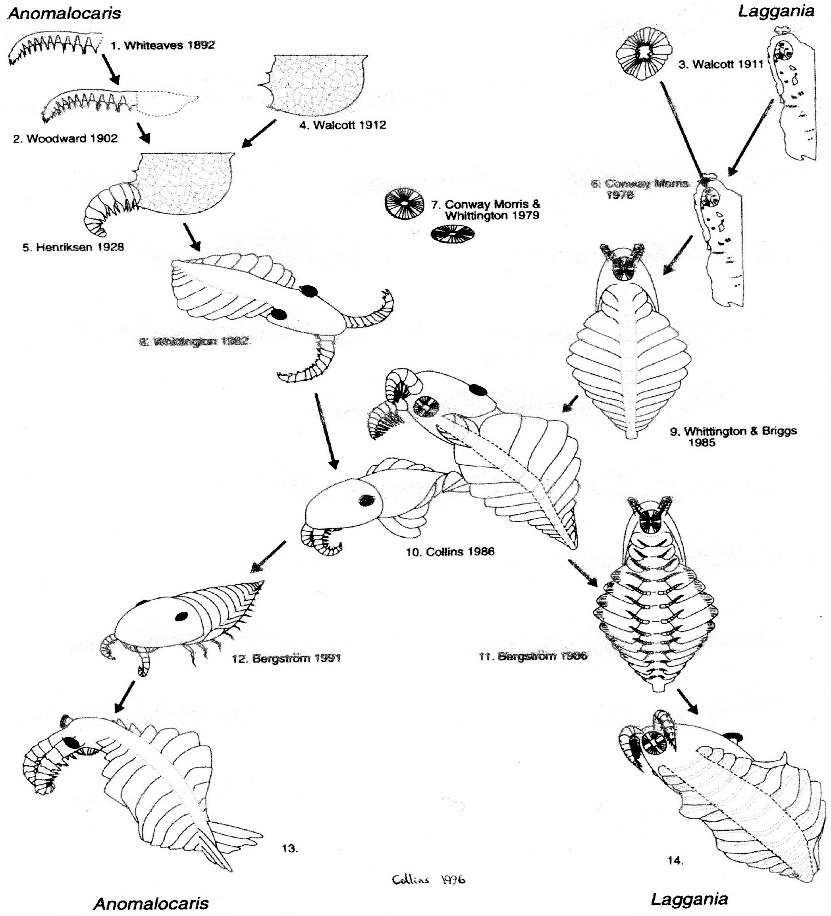 Anomalocaris
Laggania
1. Whiteaves 1892
3. Walcott 1911
2. Woodward 1902
4. Walcott 1912
6. Conway Morris
1978
7. Conway Morris &
Whittington 1979
5. Henriksen 1928
8. Whittington 1982
9. Whittington & Briggs
1985
10. Collins 1986
12. Bergström 1991
11. Bergström 1986
13.
14.
Collins 1996
Anomalocaris
Laggania